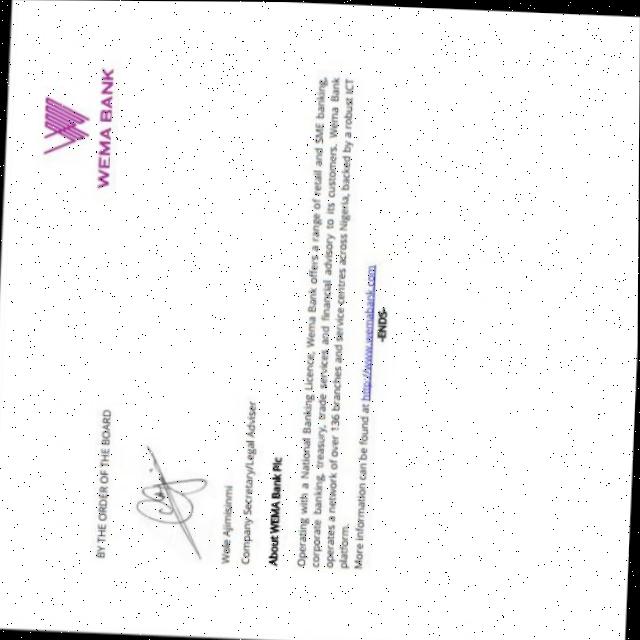 WEMA BANK
BY THE ORDER OF THE BOARD
Wole Ajimisinmi
Company Secretary/Legal Adviser
About WEMA Bank Plc
Operating with a National Banking Licence, Wema Bank offers a range of retail and SME banking,
corporate banking, treasury, trade services, and financial advisory to its customers. Wema Bank
operates a network of over 136 branches and service centres across Nigeria, backed by a robust ICT
platform.
More information can be found at http://www.wemabank.com
-ENDS-